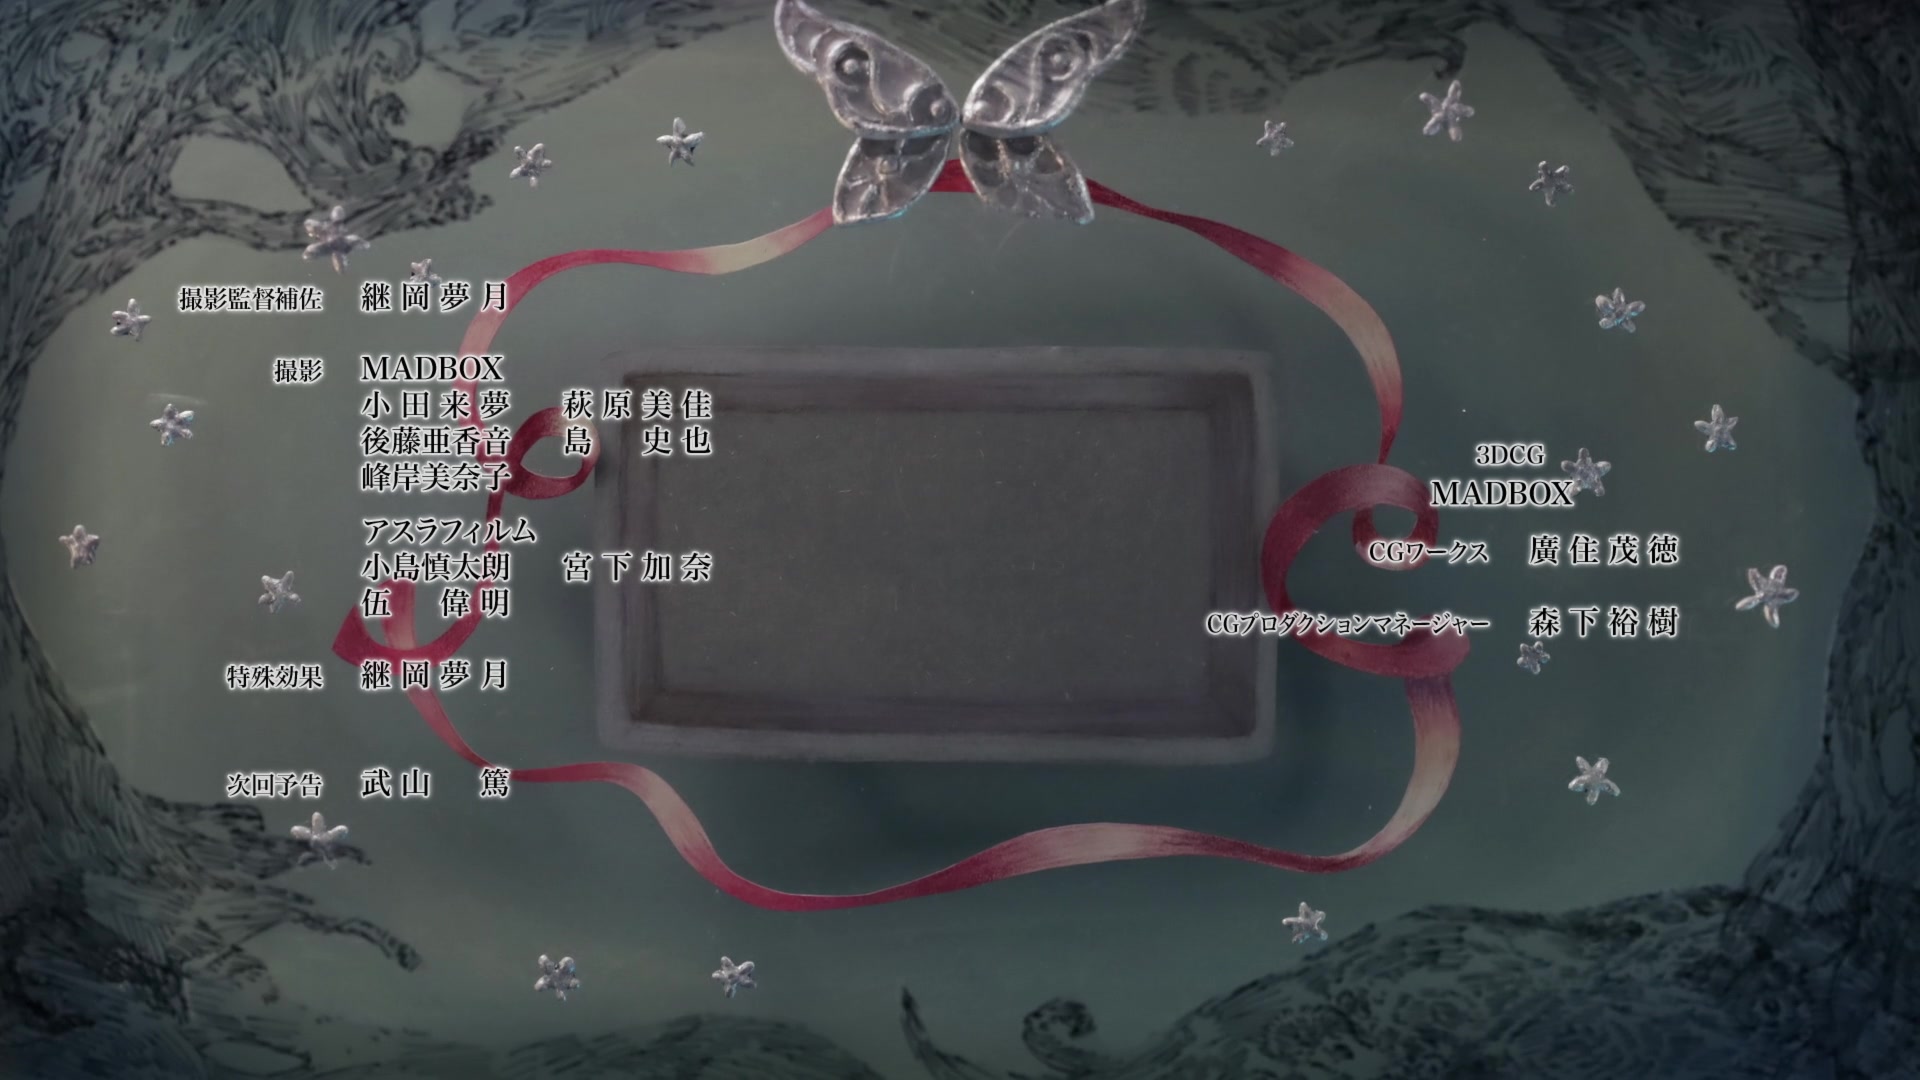 撮影監督補佐 継岡夢月
撮影 MADBOX
小田来夢 萩原美佳
後藤亜香音 島 史也
峰岸美奈子
アスラフィルム
小島慎太朗 宮下加奈
伍 偉明
特殊効果 継岡夢月
次回予告 武山 篤
3DCG
MADBOX
CGワークス 廣住茂徳
CGプロダクションマネージャー 森下裕樹